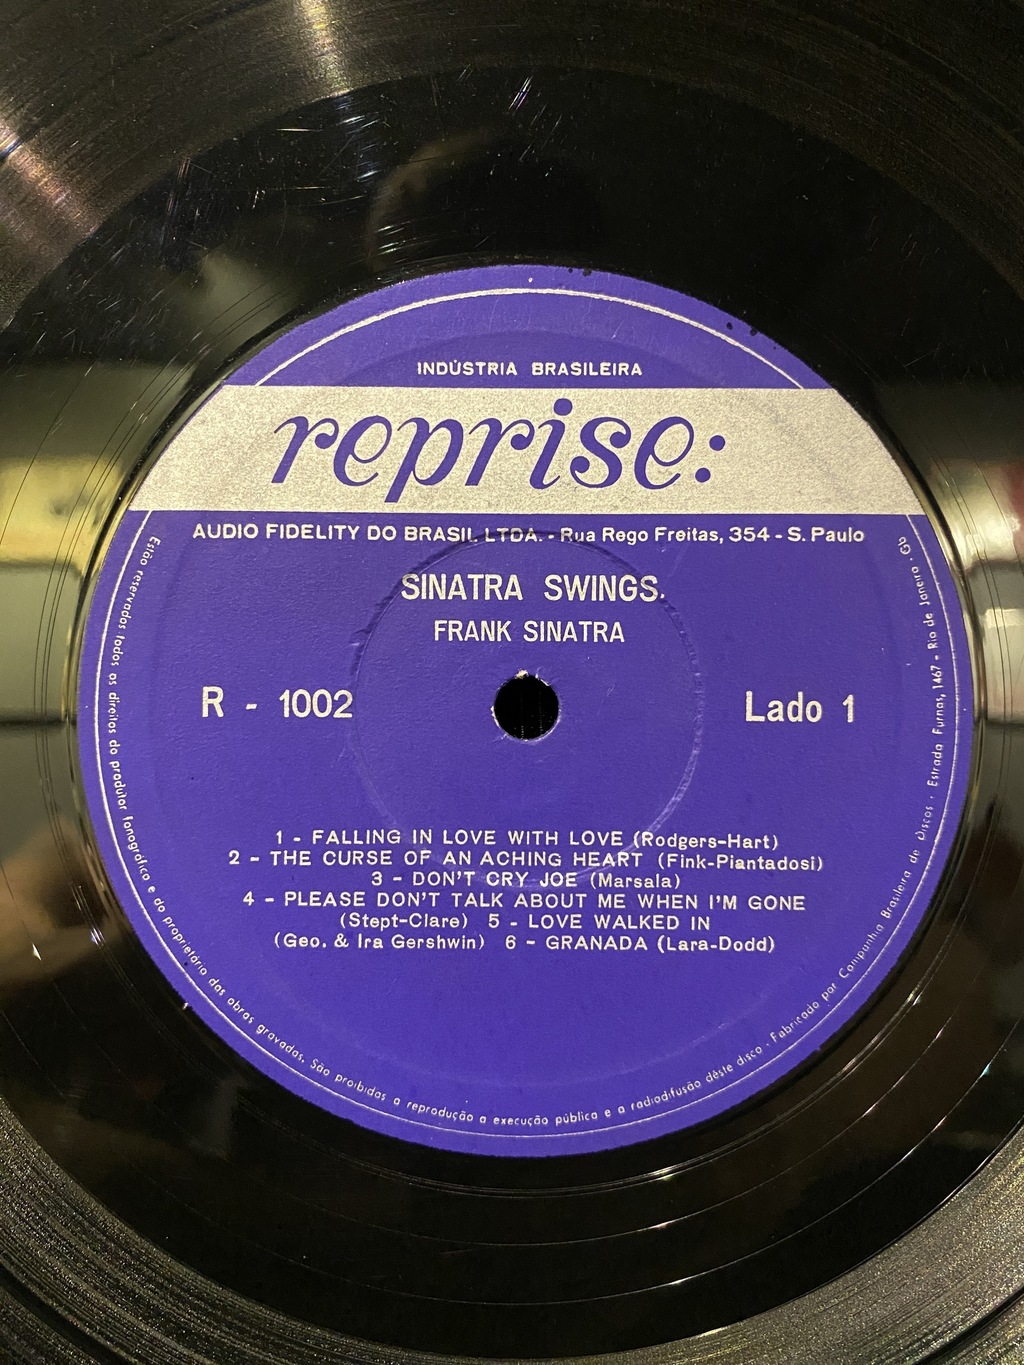 INDÚSTRIA BRASILEIRA
reprise:
AUDIO FIDELITY DO BRASIL LTDA. - Rua Rego Freitas, 354 - S. Paulo
SINATRA SWINGS.
FRANK SINATRA
R - 1002
Lado 1
1 - FALLING IN LOVE WITH LOVE (Rodgers-Hart)
2 - THE CURSE OF AN ACHING HEART (Fink-Piantadosi)
3 - DON'T CRY JOE (Marsala)
4 - PLEASE DON'T TALK ABOUT ME WHEN I'M GONE
(Stept-Clare) 5 - LOVE WALKED IN
(Geo. & Ira Gershwin) 6 - GRANADA (Lara-Dodd)
Estão reservados todos os direitos do produtor fonográfico e do proprietário das obras gravadas. São proibidas a reprodução a execução pública e a radiodifusão dêste disco . Fabricado por Companhia Brasileira de Discos . Estrada Furnas, 1467 - Rio de Janeiro . Gb